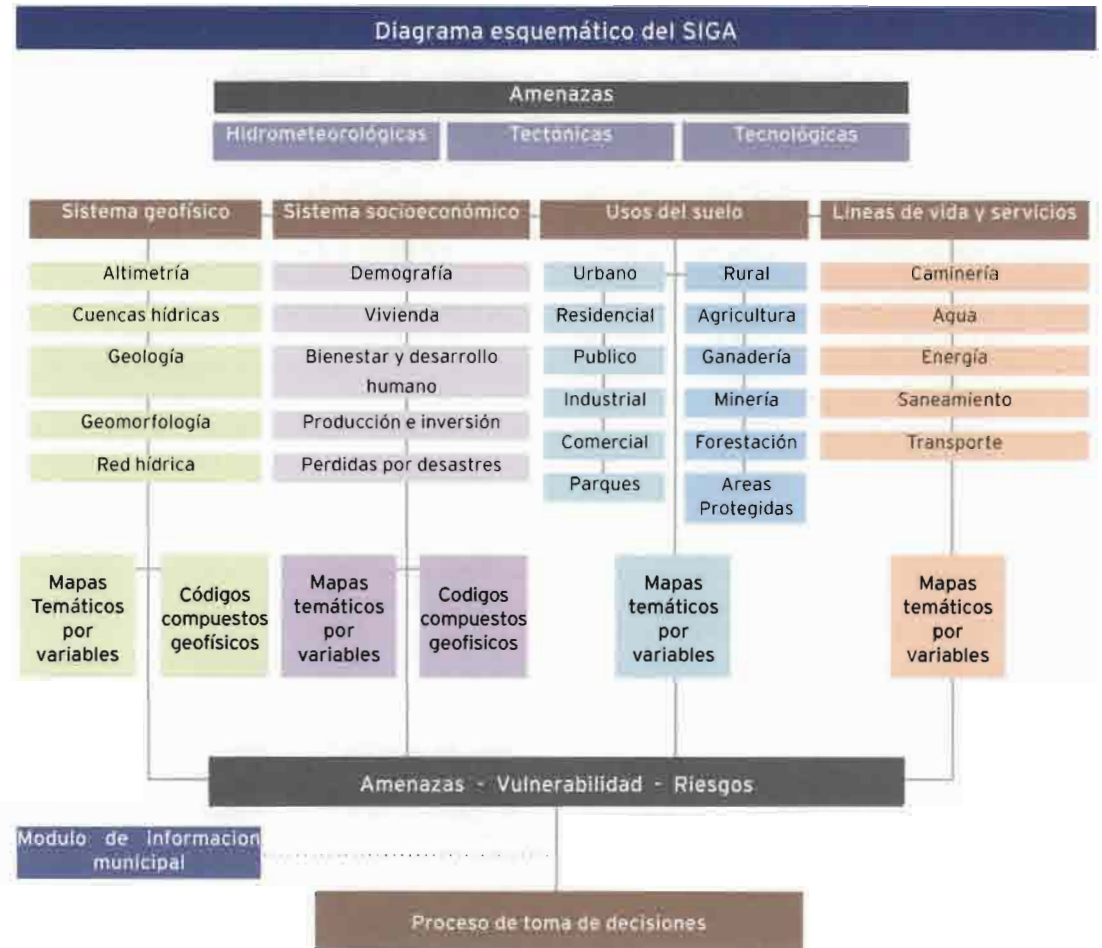 Diagrama esquemático del SIGA
Amenazas
Hidrometeorológicas
Tectónicas
Tecnológicas
Sistema geofísico
Altimetría
Cuencas hídricas
Geología
Geomorfología
Red hídrica
Mapas
Temáticos
por
variables
Códigos
compuestos
geofísicos
Sistema socioeconómico
Demografía
Vivienda
Bienestar y desarrollo
humano
Producción e inversión
Perdidas por desastres
Mapas
temáticos
por
variables
Codigos
compuestos
geofisicos
Usos del suelo
Urbano
Residencial
Publico
Industrial
Comercial
Parques
Rural
Agricultura
Ganadería
Minería
Forestación
Areas
Protegidas
Mapas
temáticos
por
variables
Líneas de vida y servicios
Caminería
Agua
Energía
Saneamiento
Transporte
Mapas
temáticos
por
variables
Amenazas - Vulnerabilidad - Riesgos
Modulo de informacion
municipal
Proceso de toma de decisiones